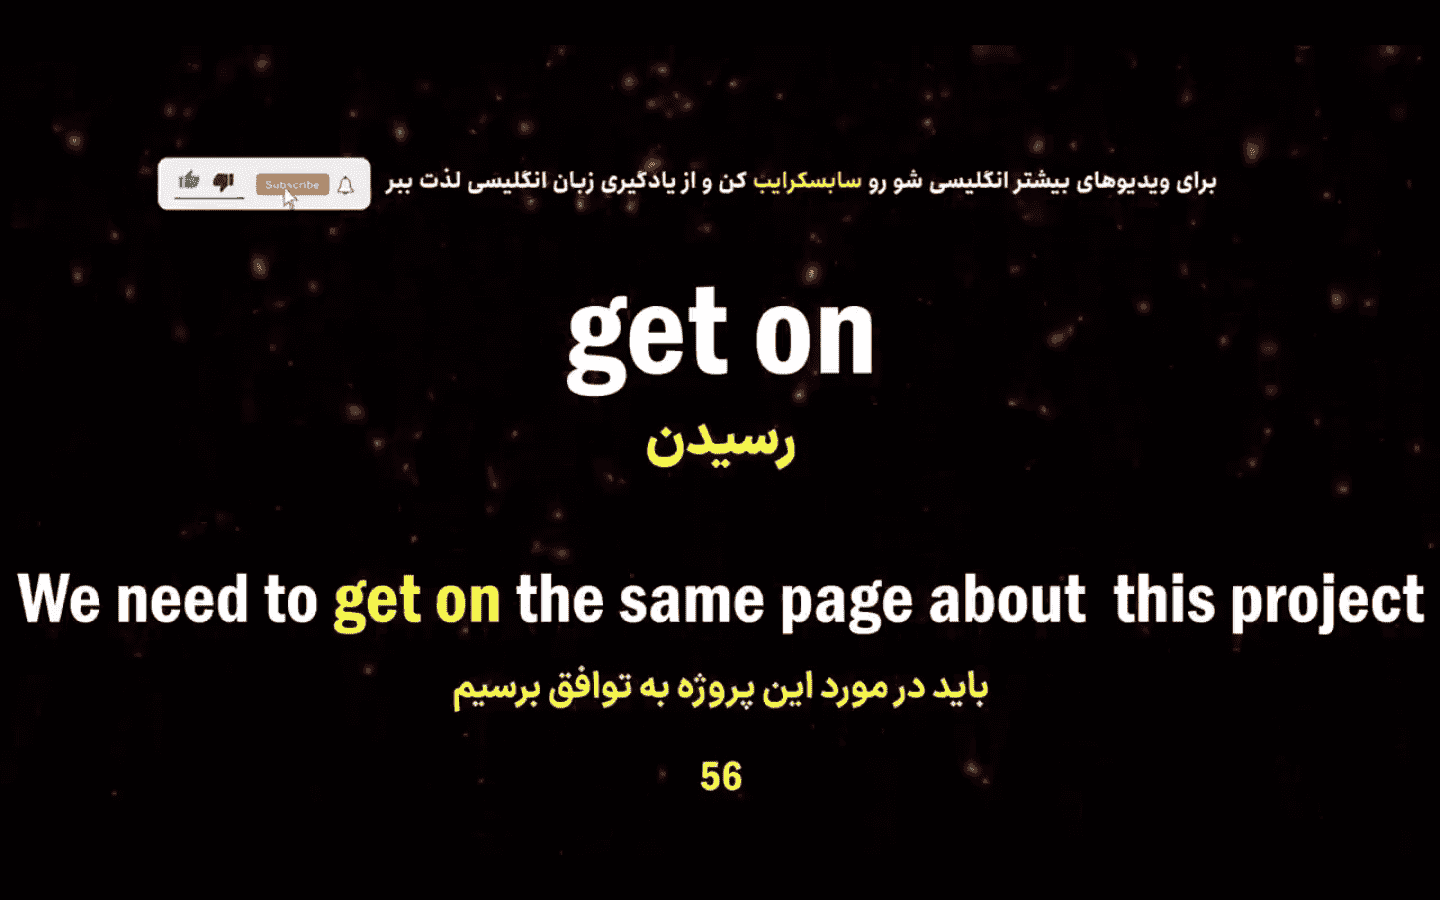 برای ویدیوهای بیشتر انگلیسی شو رو سابسکرایب کن و از یادگیری زبان انگلیسی لذت ببر
Subscribe
get on
رسیدن
We need to get on the same page about this project
باید در مورد این پروژه به توافق برسیم
56